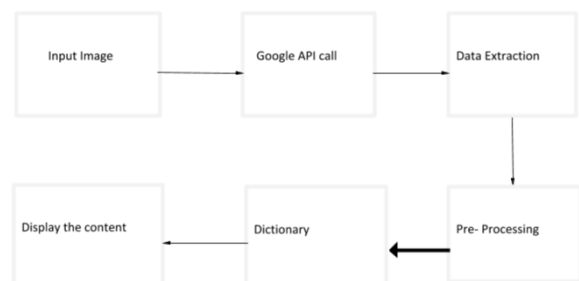 Input Image
Google API call
Data Extraction
Pre- Processing
Dictionary
Display the content